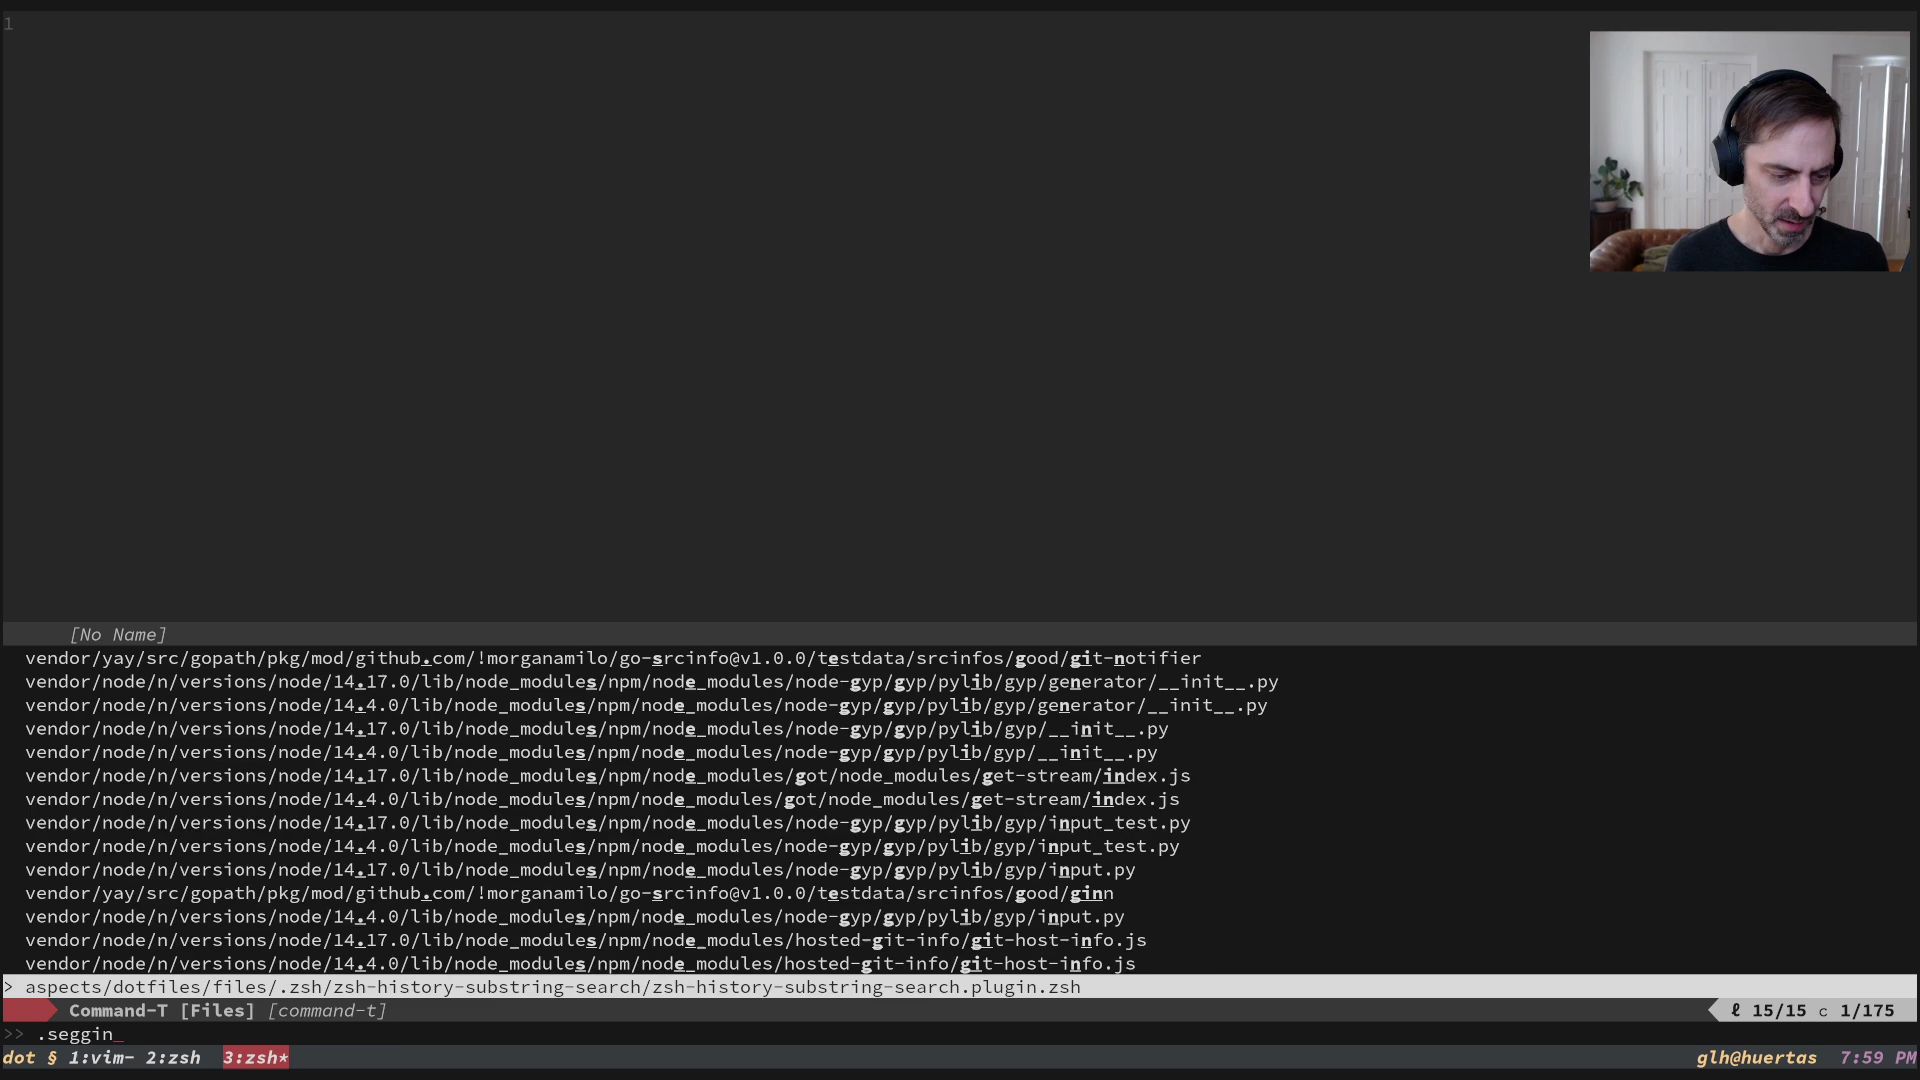 1
[No Name]
vendor/yay/src/gopath/pkg/mod/github.com/!morganamilo/go-srcinfo@v1.0.0/testdata/srcinfos/good/git-notifier
vendor/node/n/versions/node/14.17.0/lib/node_modules/npm/node_modules/node-gyp/gyp/pylib/gyp/generator/__init__.py
vendor/node/n/versions/node/14.4.0/lib/node_modules/npm/node_modules/node-gyp/gyp/pylib/gyp/generator/__init__.py
vendor/node/n/versions/node/14.17.0/lib/node_modules/npm/node_modules/node-gyp/gyp/pylib/gyp/__init__.py
vendor/node/n/versions/node/14.4.0/lib/node_modules/npm/node_modules/node-gyp/gyp/pylib/gyp/__init__.py
vendor/node/n/versions/node/14.17.0/lib/node_modules/npm/node_modules/got/node_modules/get-stream/index.js
vendor/node/n/versions/node/14.4.0/lib/node_modules/npm/node_modules/got/node_modules/get-stream/index.js
vendor/node/n/versions/node/14.17.0/lib/node_modules/npm/node_modules/node-gyp/gyp/pylib/gyp/input_test.py
vendor/node/n/versions/node/14.4.0/lib/node_modules/npm/node_modules/node-gyp/gyp/pylib/gyp/input_test.py
vendor/node/n/versions/node/14.17.0/lib/node_modules/npm/node_modules/node-gyp/gyp/pylib/gyp/input.py
vendor/yay/src/gopath/pkg/mod/github.com/!morganamilo/go-srcinfo@v1.0.0/testdata/srcinfos/good/ginn
vendor/node/n/versions/node/14.4.0/lib/node_modules/npm/node_modules/node-gyp/gyp/pylib/gyp/input.py
vendor/node/n/versions/node/14.17.0/lib/node_modules/npm/node_modules/hosted-git-info/git-host-info.js
vendor/node/n/versions/node/14.4.0/lib/node_modules/npm/node_modules/hosted-git-info/git-host-info.js
> aspects/dotfiles/files/.zsh/zsh-history-substring-search/zsh-history-substring-search.plugin.zsh
Command-T [Files] [command-t] ℓ 15/15 c 1/175
>> .seggin_
dot § 1:vim- 2:zsh 3:zsh* glh@huertas 7:59 PM